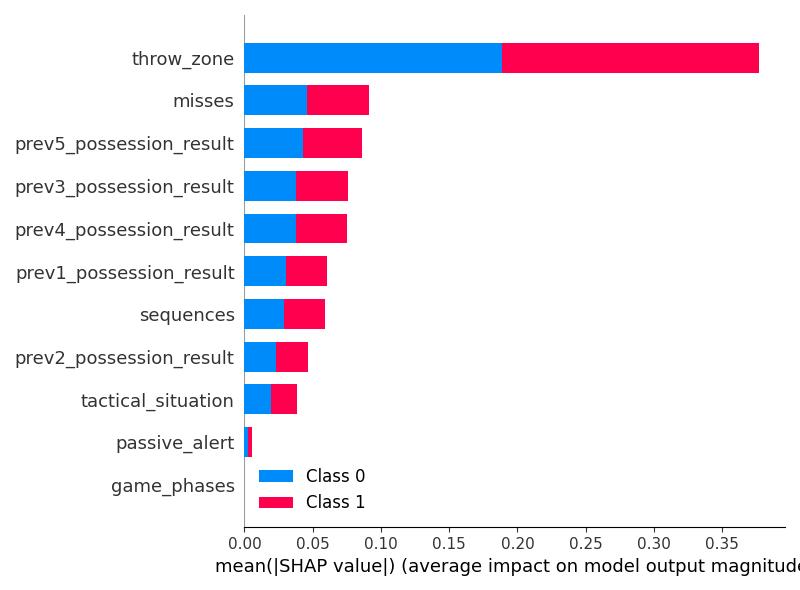 throw_zone
misses
prev5_possession_result
prev3_possession_result
prev4_possession_result
prev1_possession_result
sequences
prev2_possession_result
tactical_situation
passive_alert
game_phases
Class 0
Class 1
0.00 0.05 0.10 0.15 0.20 0.25 0.30 0.35
mean(|SHAP value|) (average impact on model output magnitude